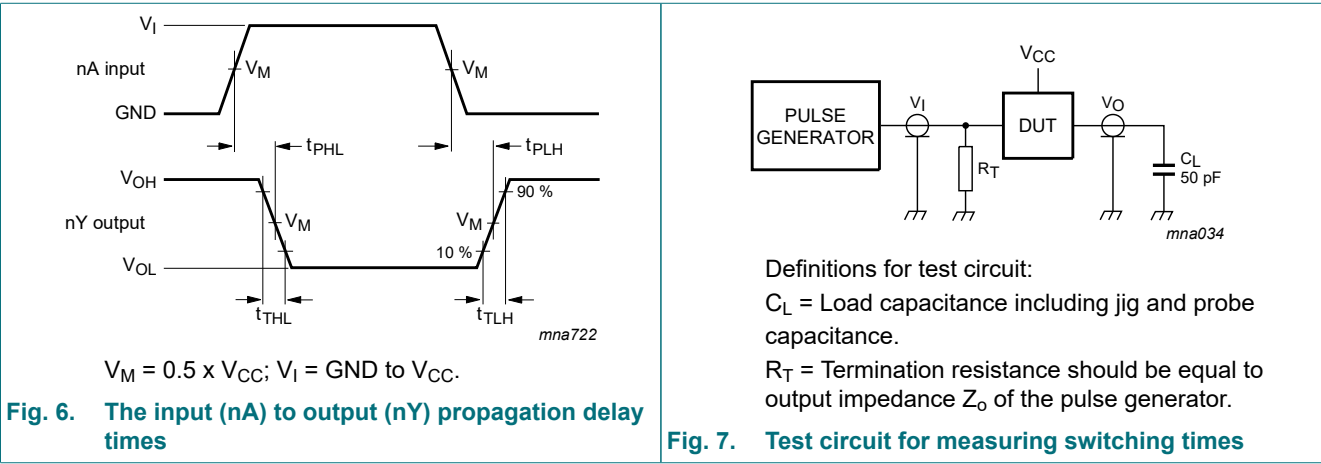 V_I
nA input
V_M
V_M
GND
t_PHL
t_PLH
V_OH
90 %
nY output
V_M
V_M
10 %
V_OL
t_THL
t_TLH
mna722
V_M = 0.5 x V_CC; V_I = GND to V_CC.
Fig. 6. The input (nA) to output (nY) propagation delay
times
V_CC
PULSE
GENERATOR
V_I
DUT
V_O
R_T
C_L
50 pF
mna034
Definitions for test circuit:
C_L = Load capacitance including jig and probe
capacitance.
R_T = Termination resistance should be equal to
output impedance Z_o of the pulse generator.
Fig. 7. Test circuit for measuring switching times